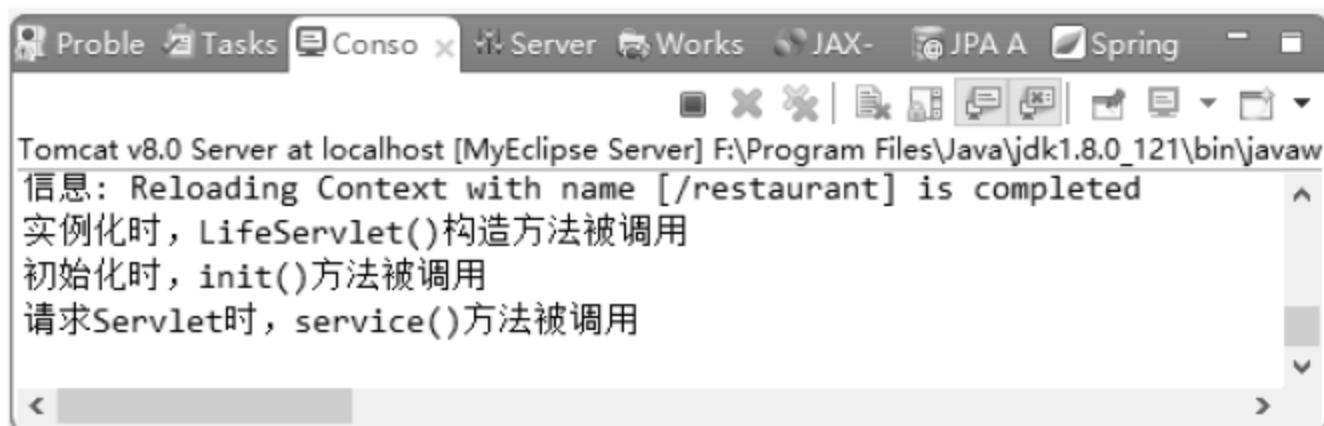 Proble Tasks Conso Server Works JAX- JPA A Spring
Tomcat v8.0 Server at localhost [MyEclipse Server] F:\Program Files\Java\jdk1.8.0_121\bin\javaw
信息: Reloading Context with name [/restaurant] is completed
实例化时，LifeServlet()构造方法被调用
初始化时，init()方法被调用
请求Servlet时，service()方法被调用